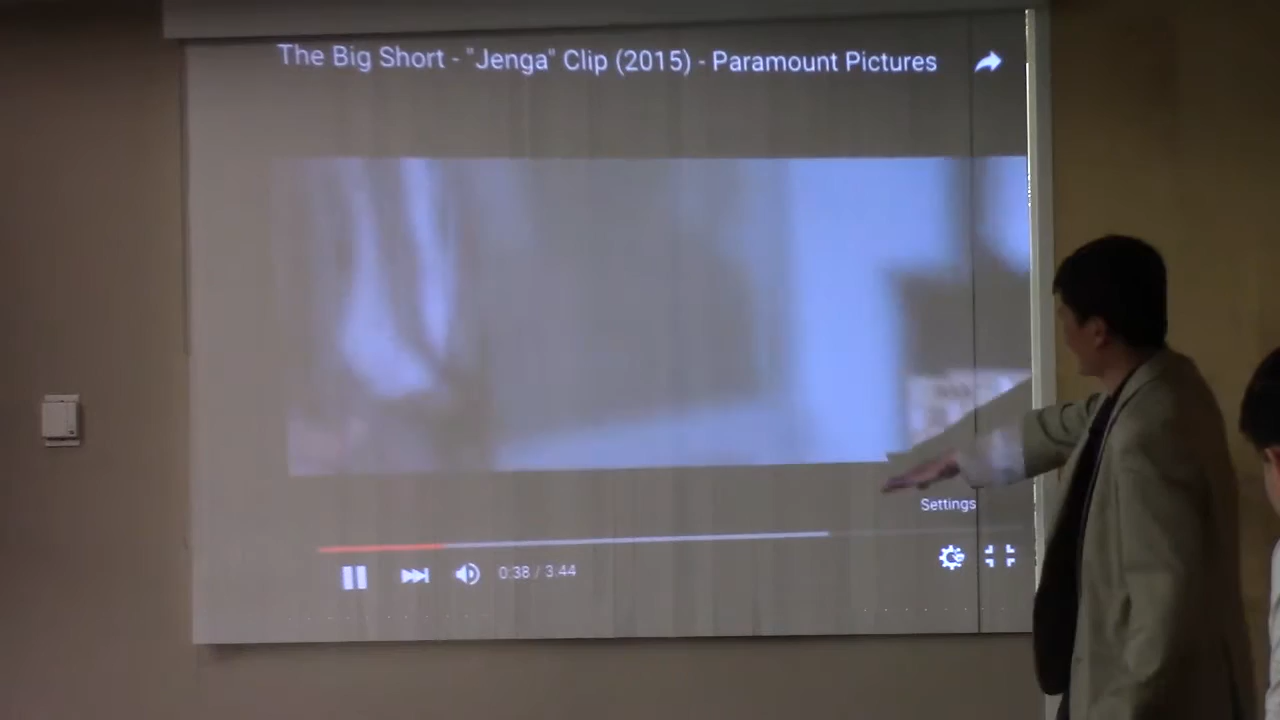 The Big Short - "Jenga" Clip (2015) - Paramount Pictures
Settings
0:38 / 3:44